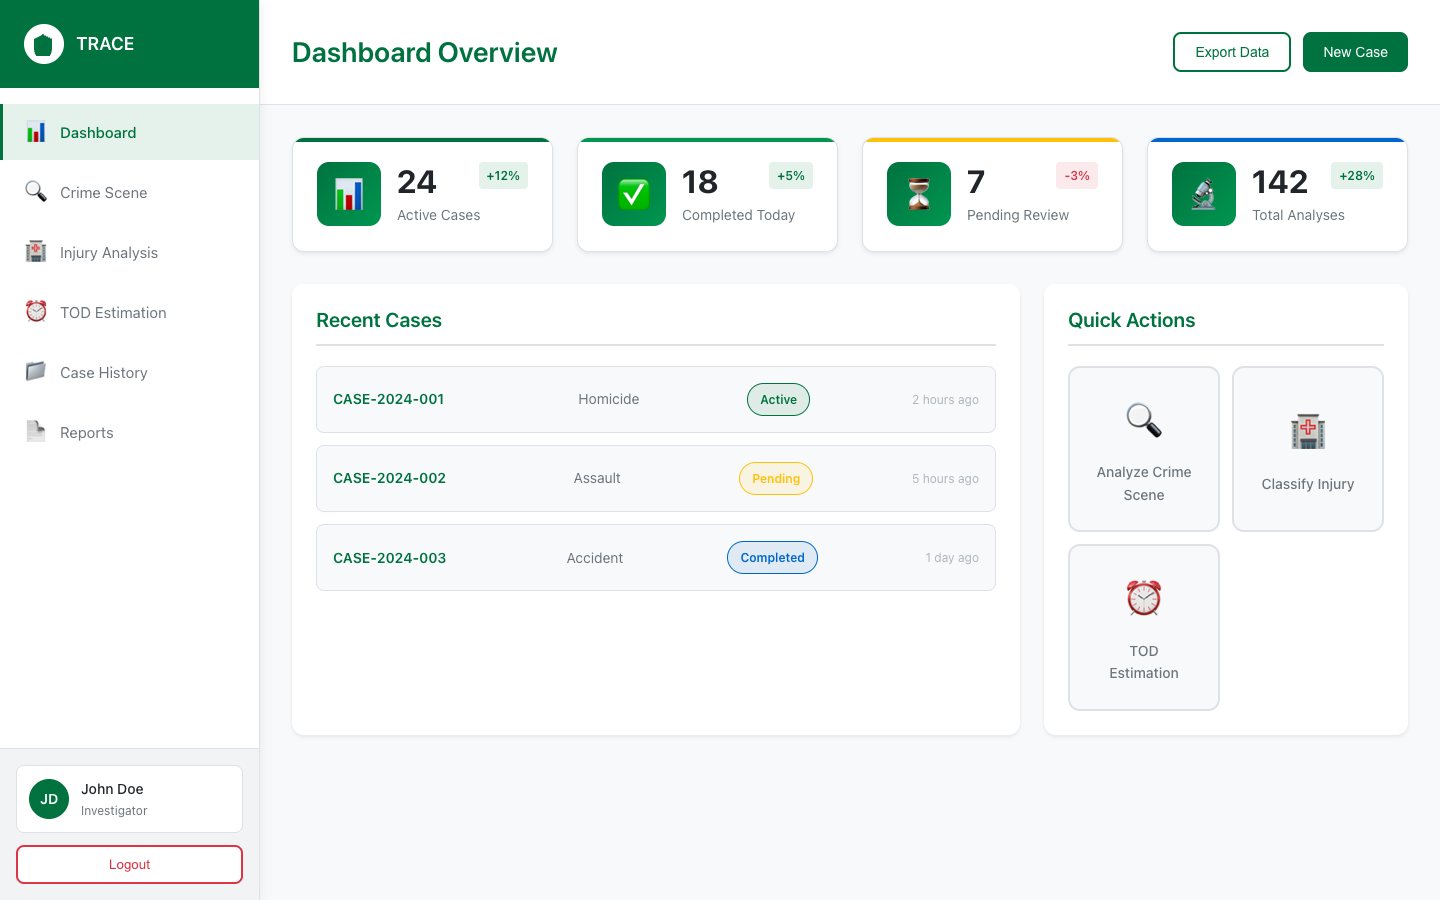 TRACE
Dashboard
Crime Scene
Injury Analysis
TOD Estimation
Case History
Reports
JD
John Doe
Investigator
Logout
Dashboard Overview
Export Data
New Case
24
+12%
Active Cases
18
+5%
Completed Today
7
-3%
Pending Review
142
+28%
Total Analyses
Recent Cases
CASE-2024-001 Homicide Active 2 hours ago
CASE-2024-002 Assault Pending 5 hours ago
CASE-2024-003 Accident Completed 1 day ago
Quick Actions
Analyze Crime
Scene
Classify Injury
TOD
Estimation